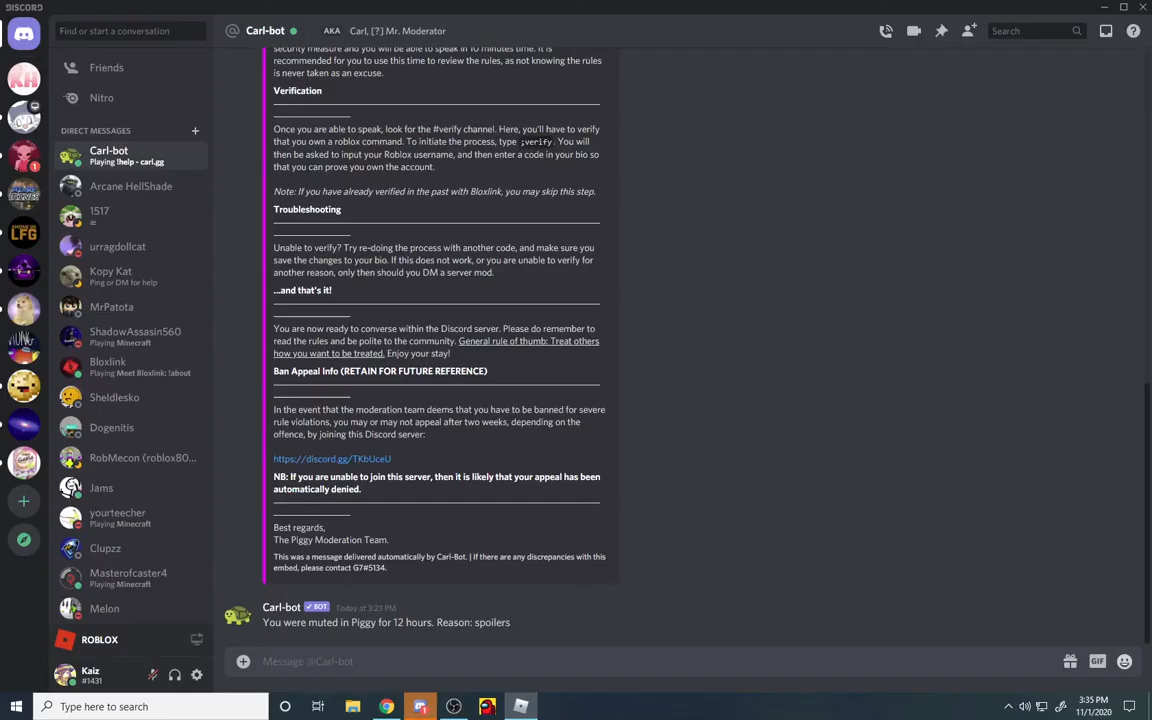 DISCORD
Find or start a conversation
Carl-bot
AKA Carl, [?] Mr. Moderator
Search
Friends
Nitro
DIRECT MESSAGES
Carl-bot
Playing !help - carl.gg
Arcane HellShade
1517
æ
urragdollcat
Kopy Kat
Ping or DM for help
MrPatota
ShadowAssasin560
Playing Minecraft
Bloxlink
Playing Meet Bloxlink: !about
Sheldlesko
Dogenitis
RobMecon (roblox80...
Jams
yourteecher
Playing Minecraft
Clupzz
Masterofcaster4
Playing Minecraft
Melon
ROBLOX
Kaiz
#1431
KH
1
AMONG US
LFG
security measure and you will be able to speak in 10 minutes time. It is
recommended for you to use this time to review the rules, as not knowing the rules
is never taken as an excuse.
Verification
Once you are able to speak, look for the #verify channel. Here, you'll have to verify
that you own a roblox command. To initiate the process, type ;verify. You will
then be asked to input your Roblox username, and then enter a code in your bio so
that you can prove you own the account.
Note: If you have already verified in the past with Bloxlink, you may skip this step.
Troubleshooting
Unable to verify? Try re-doing the process with another code, and make sure you
save the changes to your bio. If this does not work, or you are unable to verify for
another reason, only then should you DM a server mod.
...and that's it!
You are now ready to converse within the Discord server. Please do remember to
read the rules and be polite to the community. General rule of thumb: Treat others
how you want to be treated. Enjoy your stay!
Ban Appeal Info (RETAIN FOR FUTURE REFERENCE)
In the event that the moderation team deems that you have to be banned for severe
rule violations, you may or may not appeal after two weeks, depending on the
offence, by joining this Discord server:
https://discord.gg/TKbUceU
NB: If you are unable to join this server, then it is likely that your appeal has been
automatically denied.
Best regards,
The Piggy Moderation Team.
This was a message delivered automatically by Carl-Bot. | If there are any discrepancies with this
embed, please contact G7#5134.
Carl-bot ✓ BOT Today at 3:23 PM
You were muted in Piggy for 12 hours. Reason: spoilers
Message @Carl-bot
GIF
Type here to search
3:35 PM
11/1/2020